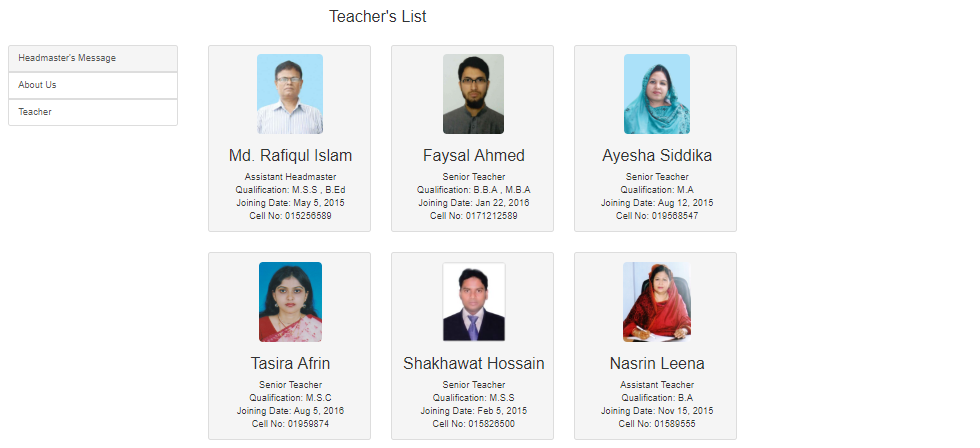 Teacher's List
Headmaster's Message
About Us
Teacher
Md. Rafiqul Islam
Assistant Headmaster
Qualification: M.S.S , B.Ed
Joining Date: May 5, 2015
Cell No: 015256589
Faysal Ahmed
Senior Teacher
Qualification: B.B.A , M.B.A
Joining Date: Jan 22, 2016
Cell No: 0171212589
Ayesha Siddika
Senior Teacher
Qualification: M.A
Joining Date: Aug 12, 2015
Cell No: 019568547
Tasira Afrin
Senior Teacher
Qualification: M.S.C
Joining Date: Aug 5, 2016
Cell No: 01959874
Shakhawat Hossain
Senior Teacher
Qualification: M.S.S
Joining Date: Feb 5, 2015
Cell No: 015826500
Nasrin Leena
Assistant Teacher
Qualification: B.A
Joining Date: Nov 15, 2015
Cell No: 01589555